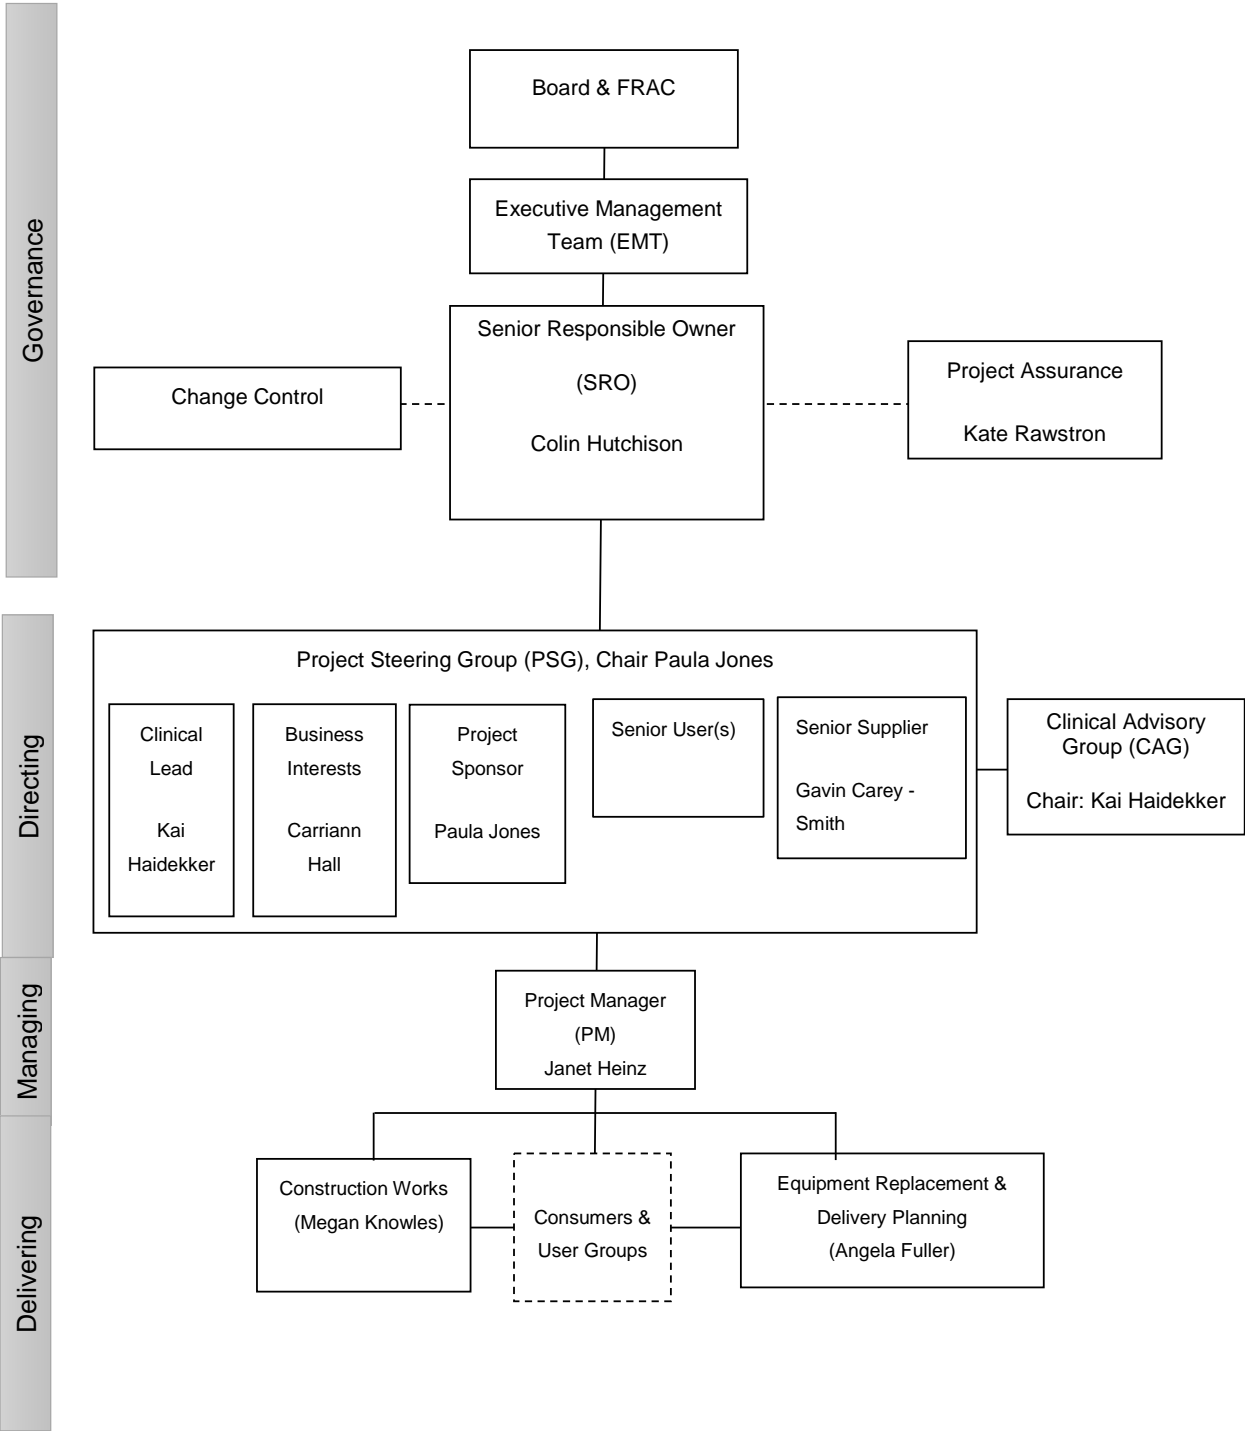 Governance
Board & FRAC
Executive Management
Team (EMT)
Senior Responsible Owner
(SRO)
Colin Hutchison
Change Control
Project Assurance
Kate Rawstron
Directing
Project Steering Group (PSG), Chair Paula Jones
Clinical
Lead
Kai
Haidekker
Business
Interests
Carriann
Hall
Project
Sponsor
Paula Jones
Senior User(s)
Senior Supplier
Gavin Carey -
Smith
Clinical Advisory
Group (CAG)
Chair: Kai Haidekker
Managing
Project Manager
(PM)
Janet Heinz
Delivering
Construction Works
(Megan Knowles)
Consumers &
User Groups
Equipment Replacement &
Delivery Planning
(Angela Fuller)